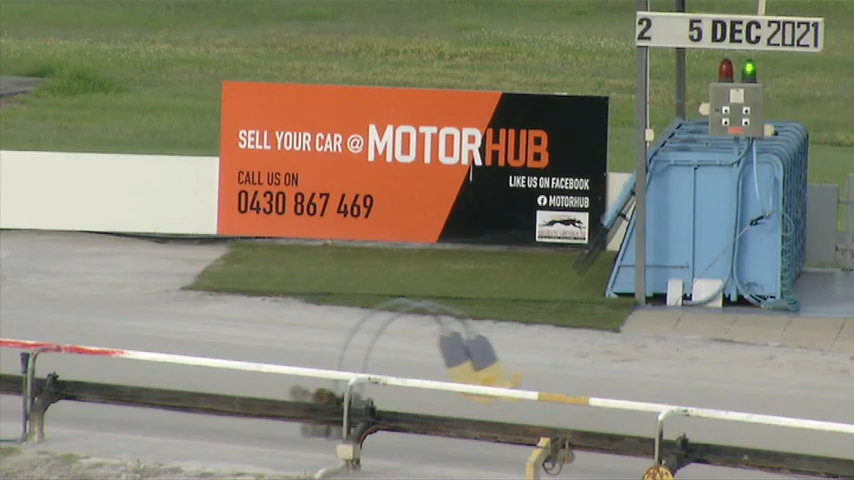 2 5 DEC 2021
SELL YOUR CAR @ MOTORHUB
CALL US ON
0430 867 469
LIKE US ON FACEBOOK
MOTORHUB